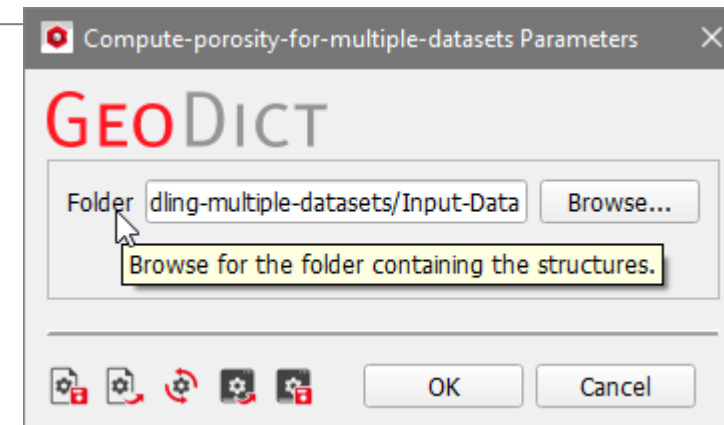 Compute-porosity-for-multiple-datasets Parameters
GEODICT
Folder dling-multiple-datasets/Input-Data Browse...
Browse for the folder containing the structures.
OK Cancel